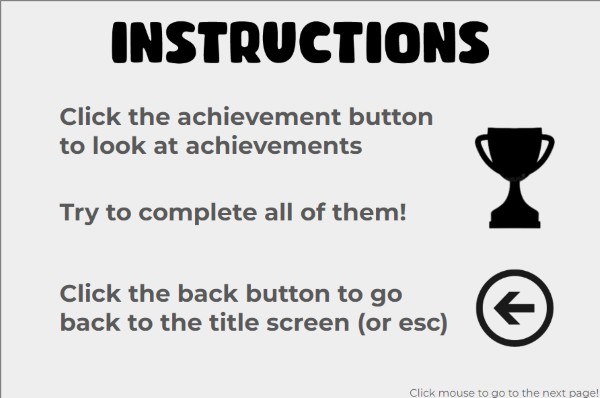 INSTRUCTIONS
Click the achievement button
to look at achievements
Try to complete all of them!
Click the back button to go
back to the title screen (or esc)
Click mouse to go to the next page!